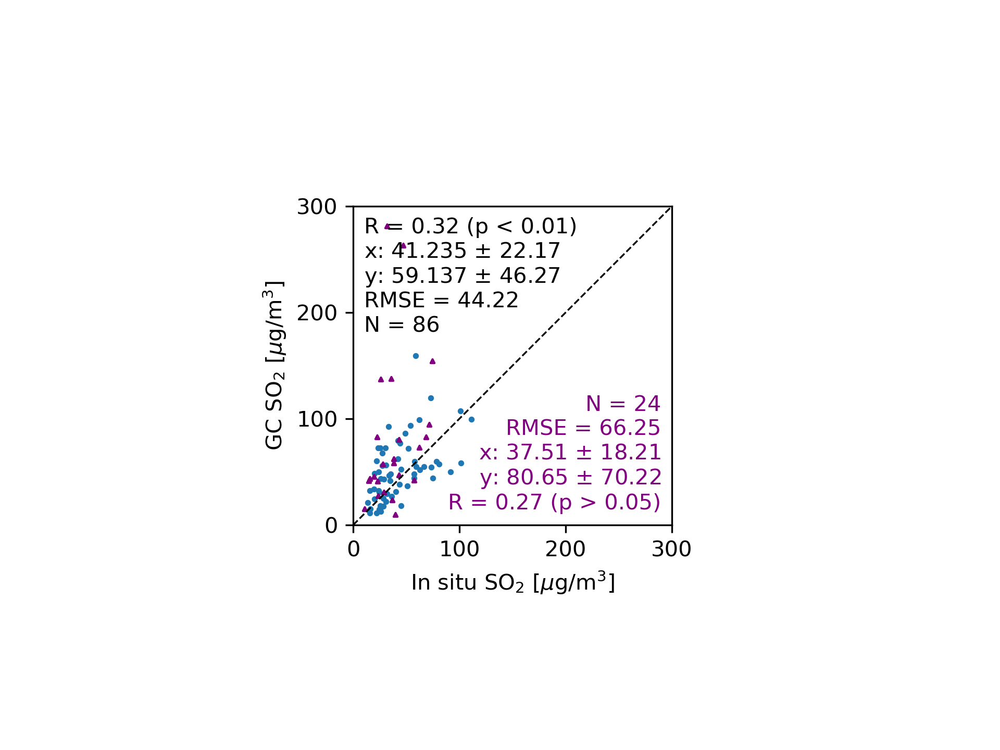 300
R = 0.32 (p < 0.01)
x: 41.235 ± 22.17
y: 59.137 ± 46.27
RMSE = 44.22
N = 86
200
100
0
GC SO₂ [μg/m³]
N = 24
RMSE = 66.25
x: 37.51 ± 18.21
y: 80.65 ± 70.22
R = 0.27 (p > 0.05)
0 100 200 300
In situ SO₂ [μg/m³]